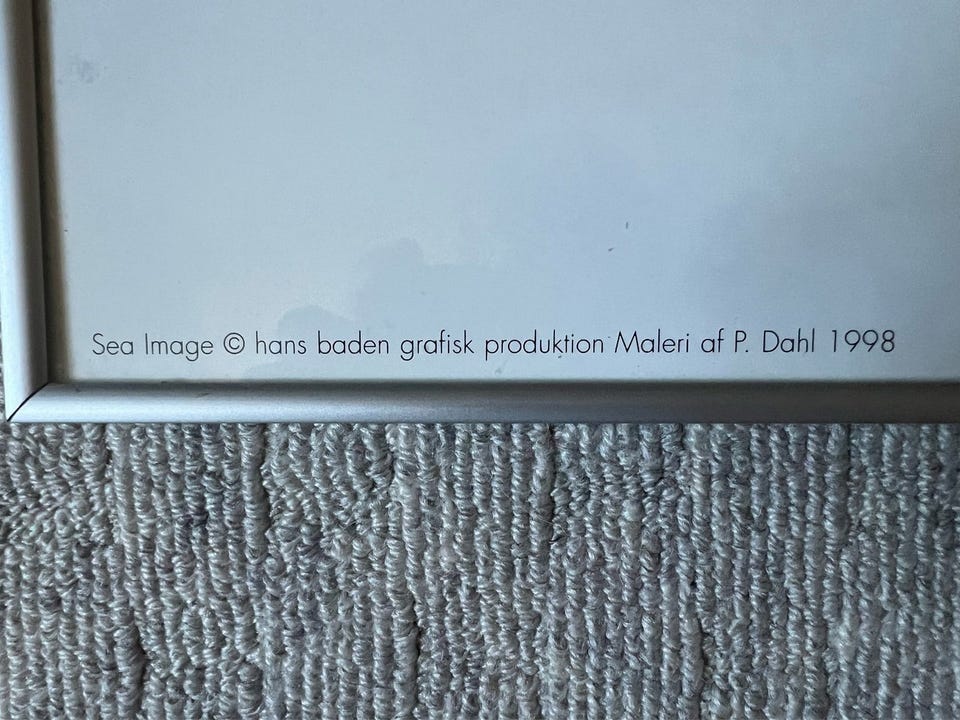 Sea Image © hans baden grafisk produktion Maleri af P. Dahl 1998